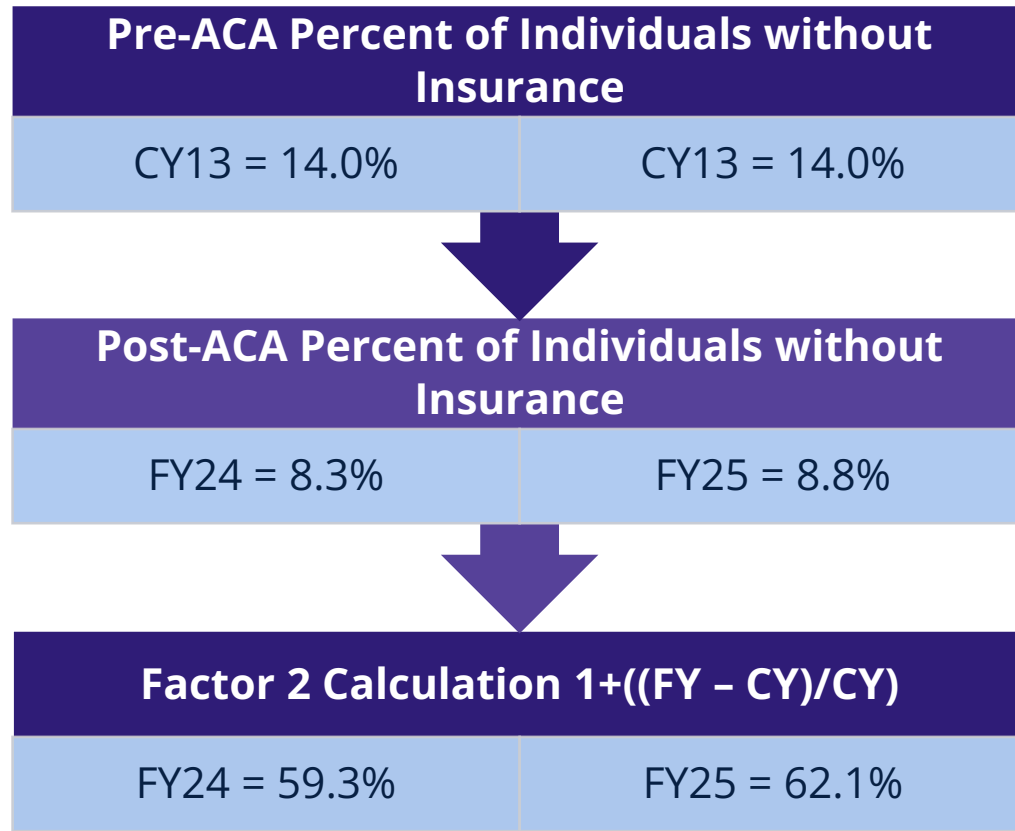 Pre-ACA Percent of Individuals without
Insurance
CY13 = 14.0%
CY13 = 14.0%
Post-ACA Percent of Individuals without
Insurance
FY24 = 8.3%
FY25 = 8.8%
Factor 2 Calculation 1+((FY – CY)/CY)
FY24 = 59.3%
FY25 = 62.1%